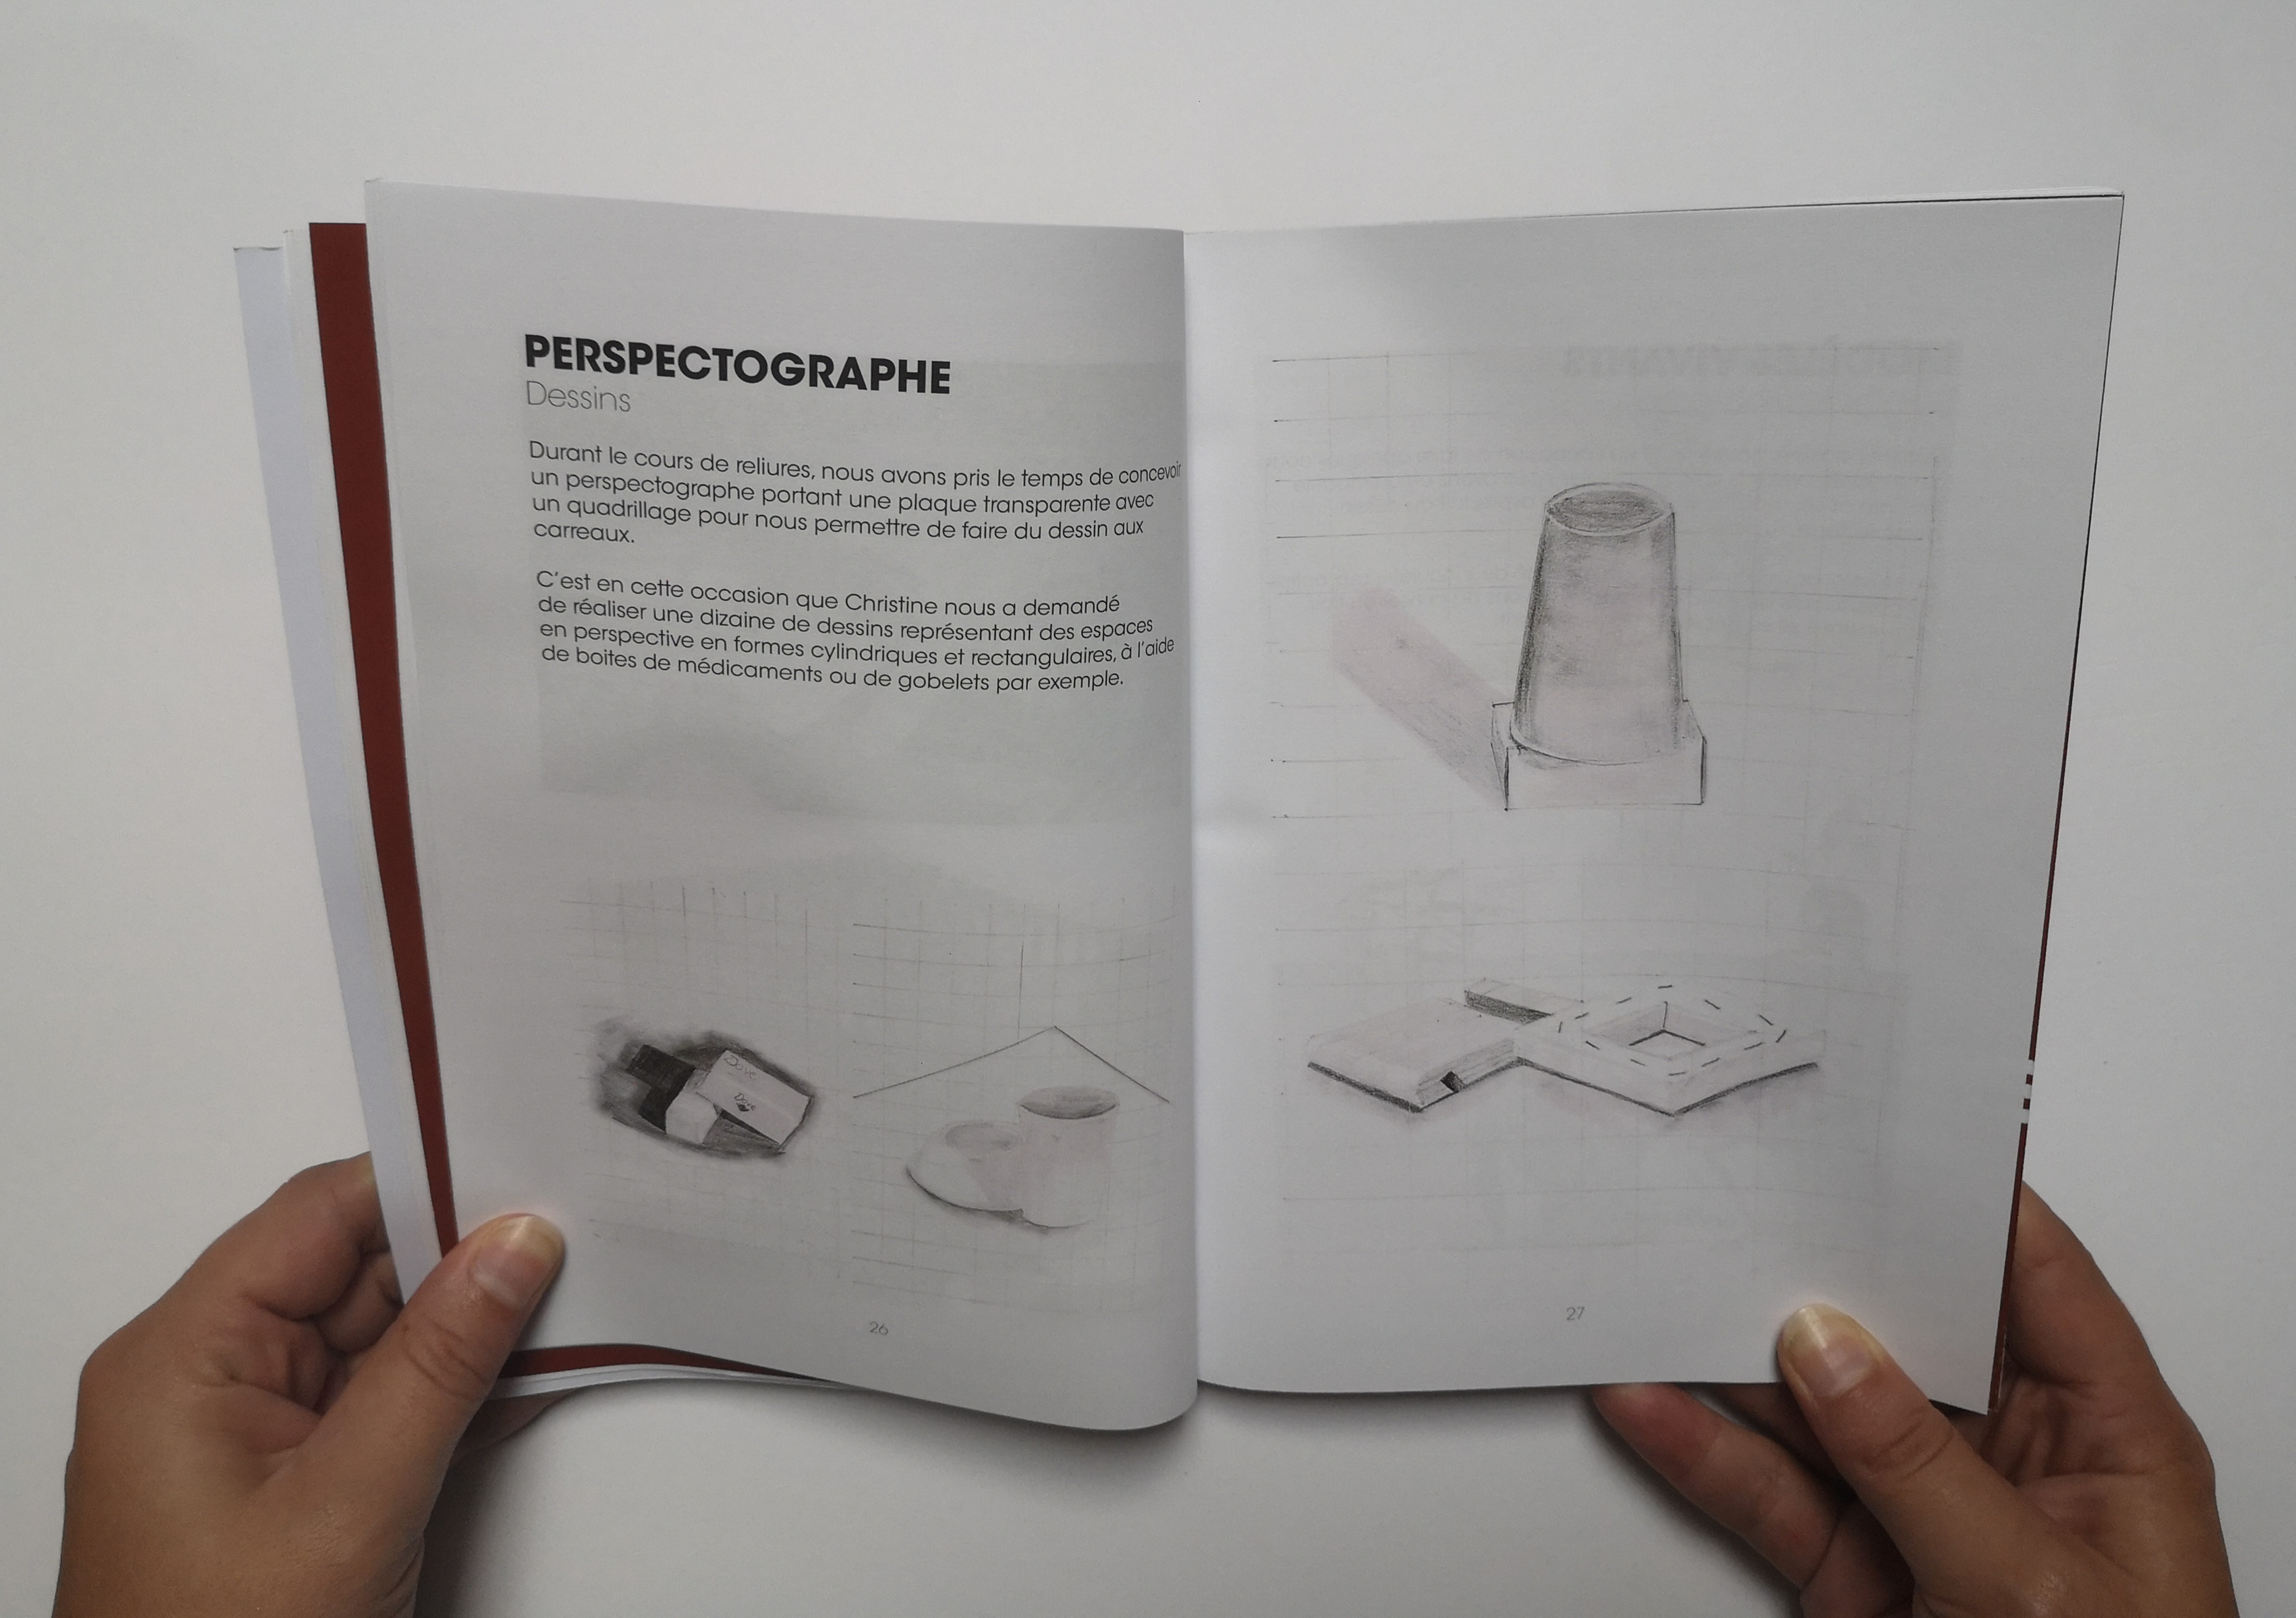 PERSPECTOGRAPHE
Dessins
Durant le cours de reliures, nous avons pris le temps de concevoir
un perspectographe portant une plaque transparente avec
un quadrillage pour nous permettre de faire du dessin aux
carreaux.
C'est en cette occasion que Christine nous a demandé
de réaliser une dizaine de dessins représentant des espaces
en perspective en formes cylindriques et rectangulaires, à l'aide
de boites de médicaments ou de gobelets par exemple.
Dove
Dove
26
27